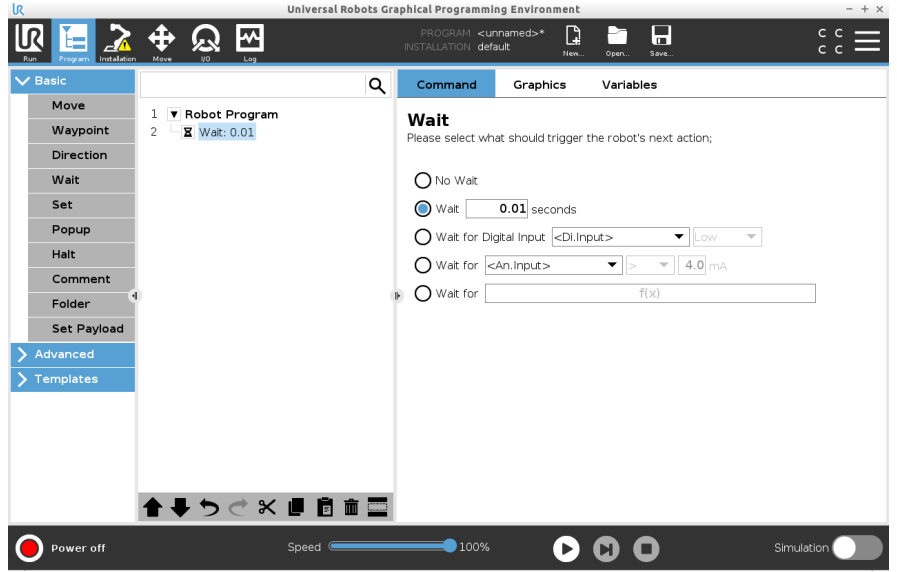 UR Universal Robots Graphical Programming Environment
PROGRAM <unnamed>*
INSTALLATION default
UR
Run Program Installation Move I/O Log New... Open... Save...
C C
C C
Basic
Move
Waypoint
Direction
Wait
Set
Popup
Halt
Comment
Folder
Set Payload
Advanced
Templates
1 Robot Program
2 Wait: 0.01
Command Graphics Variables
Wait
Please select what should trigger the robot's next action;
No Wait
Wait 0.01 seconds
Wait for Digital Input <Di.Input> Low
Wait for <An.Input> > 4.0 mA
Wait for f(x)
Power off Speed 100% Simulation